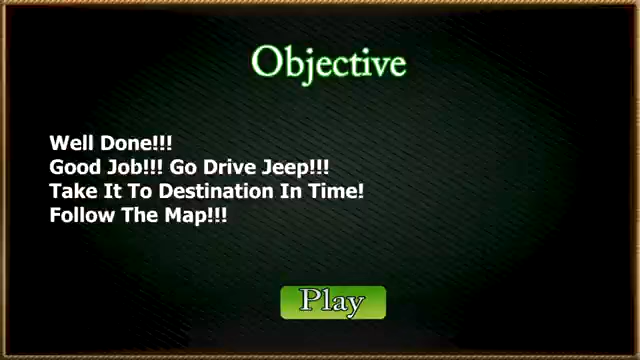 Objective
Well Done!!!
Good Job!!! Go Drive Jeep!!!
Take It To Destination In Time!
Follow The Map!!!
Play